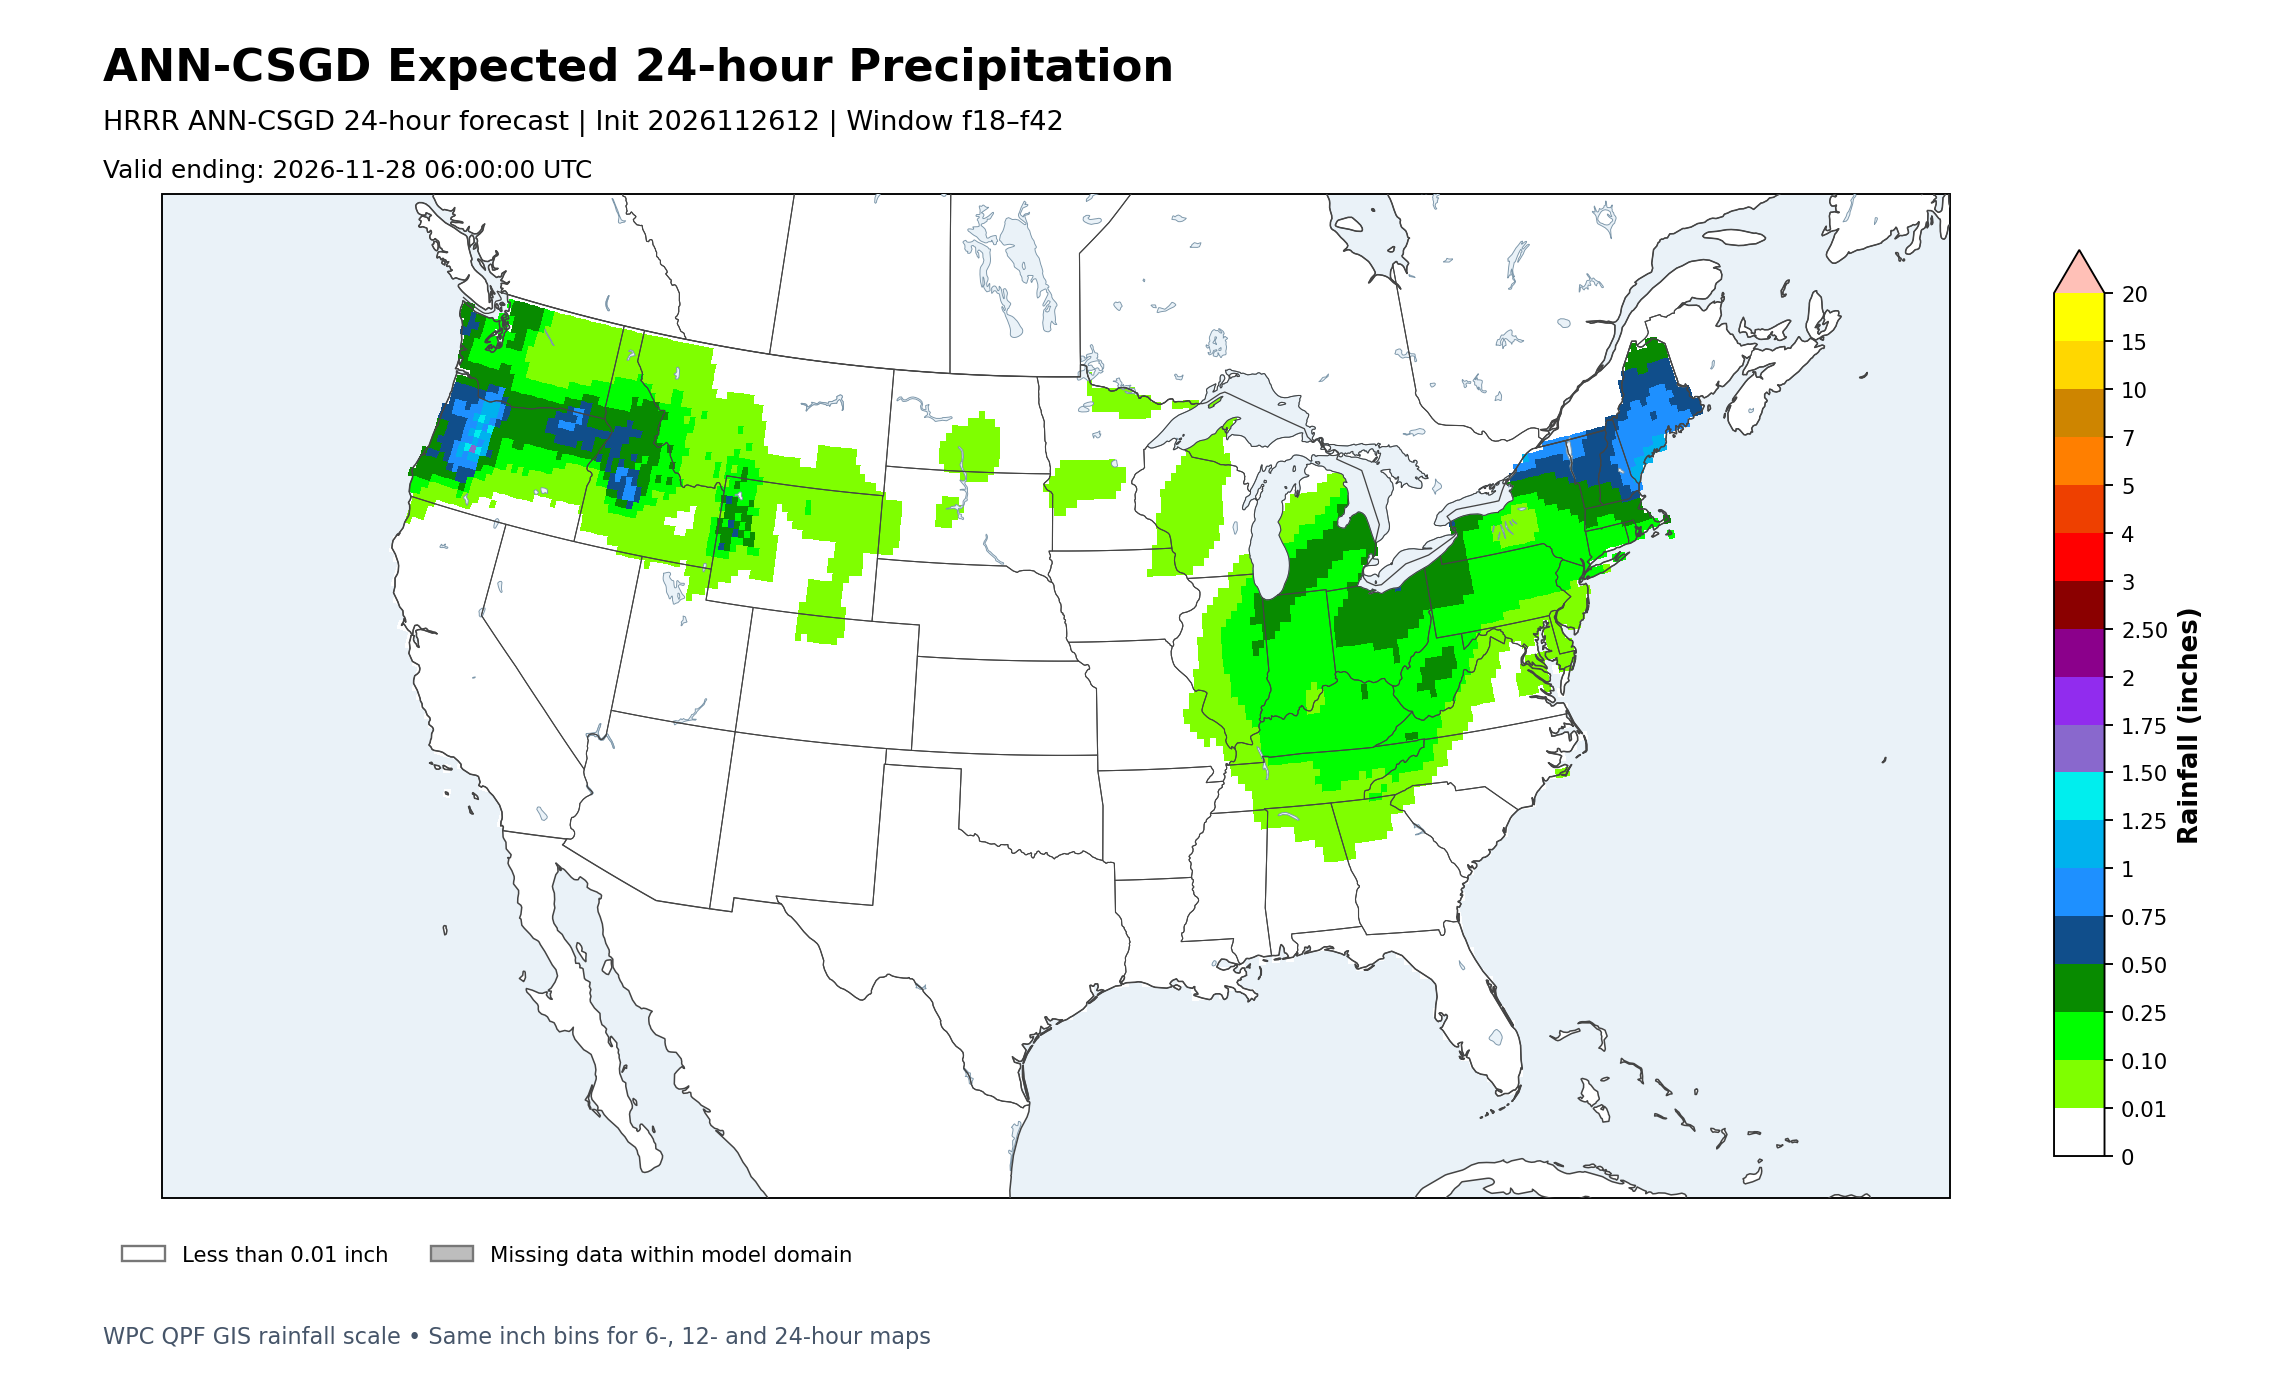 ANN-CSGD Expected 24-hour Precipitation
HRRR ANN-CSGD 24-hour forecast | Init 2026112612 | Window f18–f42
Valid ending: 2026-11-28 06:00:00 UTC
20
15
10
7
5
4
3
2.50
2
1.75
1.50
1.25
1
0.75
0.50
0.25
0.10
0.01
0
Rainfall (inches)
Less than 0.01 inch
Missing data within model domain
WPC QPF GIS rainfall scale • Same inch bins for 6-, 12- and 24-hour maps